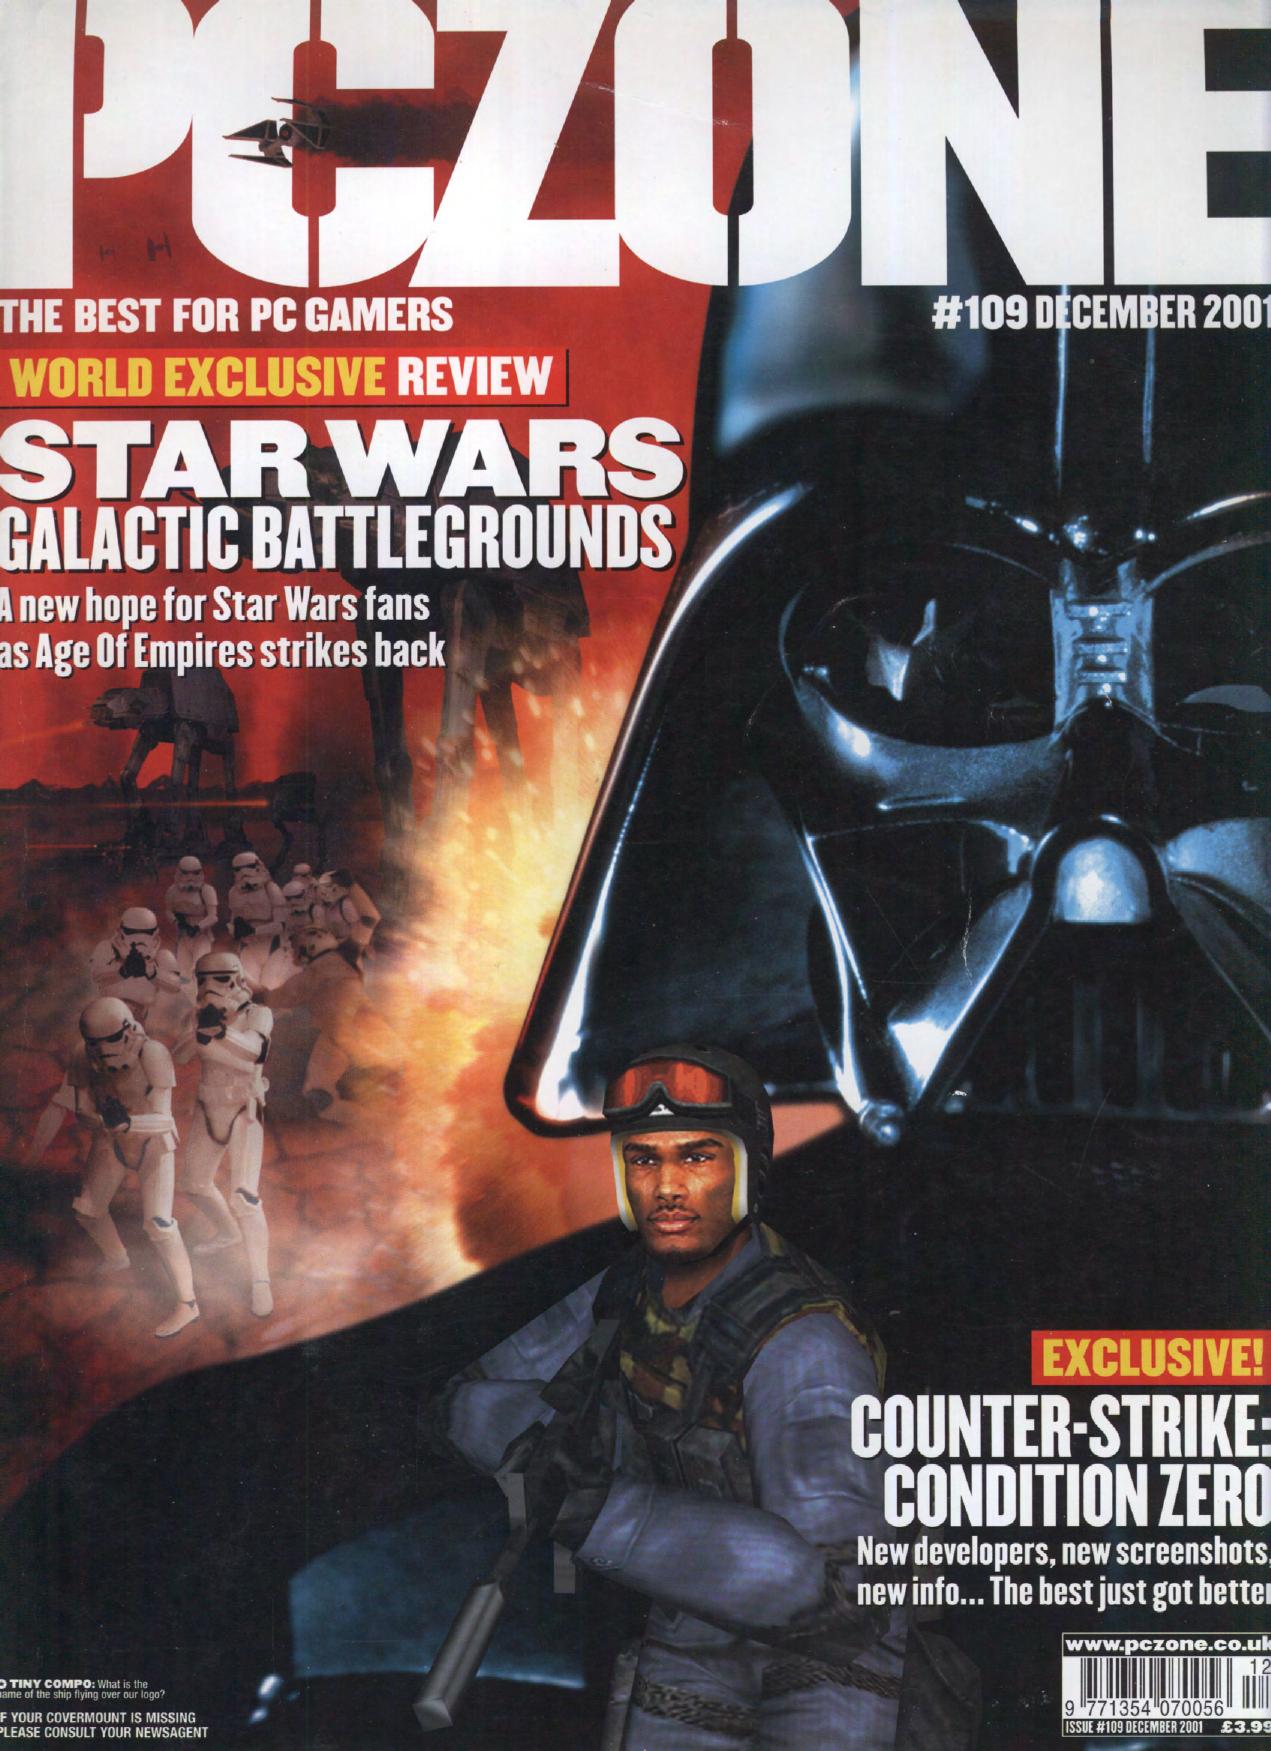 PCZONE
THE BEST FOR PC GAMERS
#109 DECEMBER 2001
WORLD EXCLUSIVE REVIEW
STAR WARS
GALACTIC BATTLEGROUNDS
A new hope for Star Wars fans
as Age Of Empires strikes back
EXCLUSIVE!
COUNTER-STRIKE:
CONDITION ZERO
New developers, new screenshots,
new info... The best just got better
www.pczone.co.uk
12
9 771354 070056
ISSUE #109 DECEMBER 2001 £3.99
TINY COMPO: What is the
name of the ship flying over our logo?
IF YOUR COVERMOUNT IS MISSING
PLEASE CONSULT YOUR NEWSAGENT